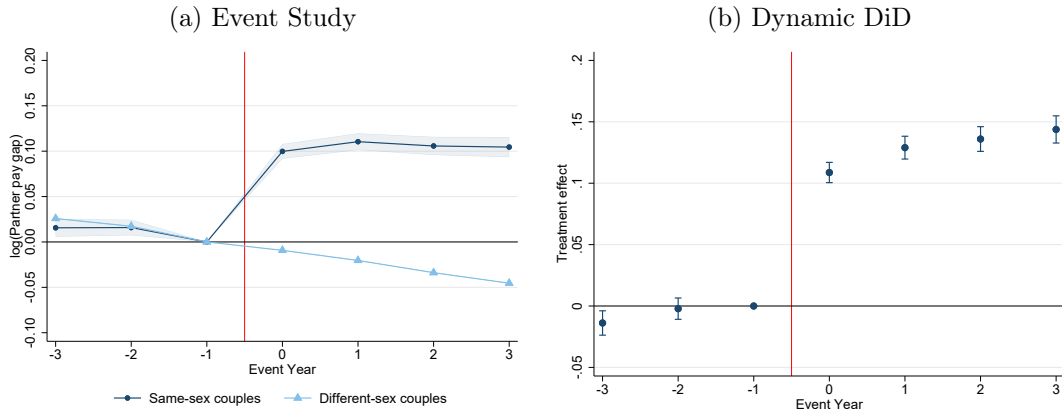 (a) Event Study
log(Partner pay gap)
0.20
0.15
0.10
0.05
0.00
-0.05
-0.10
-3 -2 -1 0 1 2 3
Event Year
Same-sex couples Different-sex couples
(b) Dynamic DiD
Treatment effect
.2
.15
.1
.05
0
-.05
-3 -2 -1 0 1 2 3
Event Year